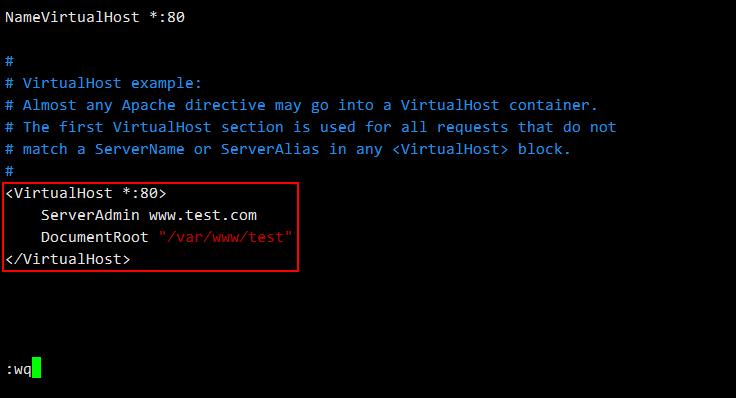 NameVirtualHost *:80
#
# VirtualHost example:
# Almost any Apache directive may go into a VirtualHost container.
# The first VirtualHost section is used for all requests that do not
# match a ServerName or ServerAlias in any <VirtualHost> block.
#
<VirtualHost *:80>
    ServerAdmin www.test.com
    DocumentRoot "/var/www/test"
</VirtualHost>
:wq